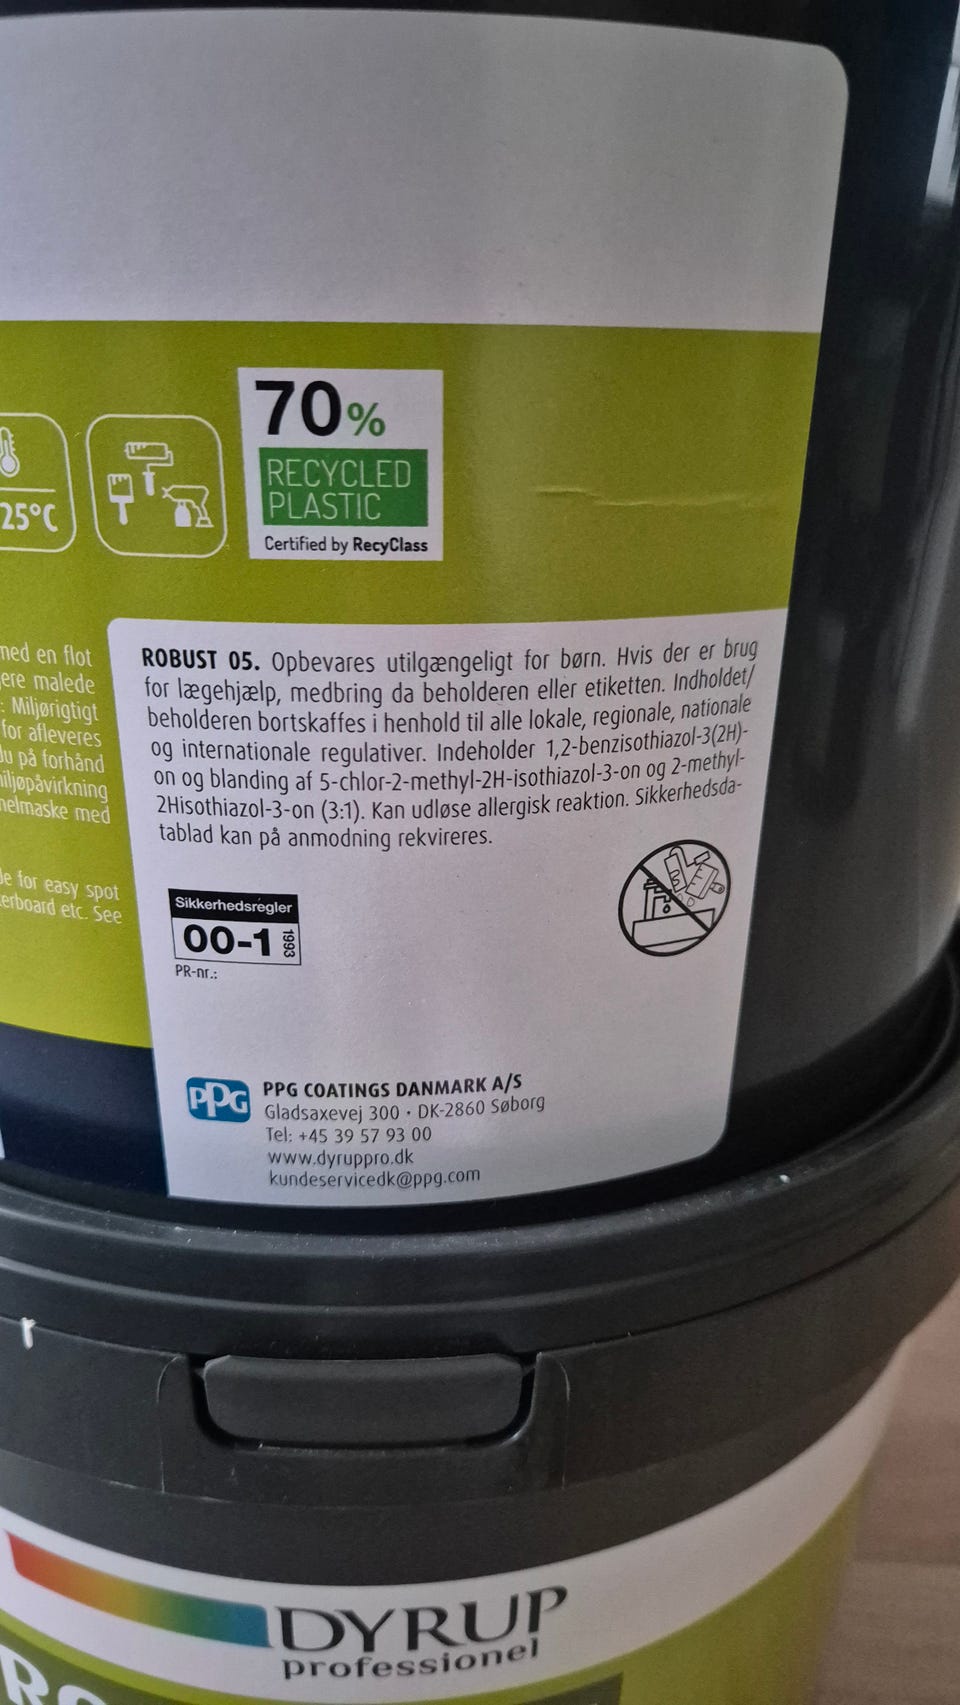 70%
RECYCLED
PLASTIC
Certified by RecyClass
25°C
med en flot
ere malede
: Miljørigtigt
for afleveres
du på forhånd
miljøpåvirkning
helmaske med
de for easy spot
erboard etc. See
ROBUST 05. Opbevares utilgængeligt for børn. Hvis der er brug
for lægehjælp, medbring da beholderen eller etiketten. Indholdet/
beholderen bortskaffes i henhold til alle lokale, regionale, nationale
og internationale regulativer. Indeholder 1,2-benzisothiazol-3(2H)-
on og blanding af 5-chlor-2-methyl-2H-isothiazol-3-on og 2-methyl-
2Hisothiazol-3-on (3:1). Kan udløse allergisk reaktion. Sikkerhedsda-
tablad kan på anmodning rekvireres.
Sikkerhedsregler
00-1 1993
PR-nr.:
PPG
PPG COATINGS DANMARK A/S
Gladsaxevej 300 · DK-2860 Søborg
Tel: +45 39 57 93 00
www.dyruppro.dk
kundeservicedk@ppg.com
DYRUP
professionel